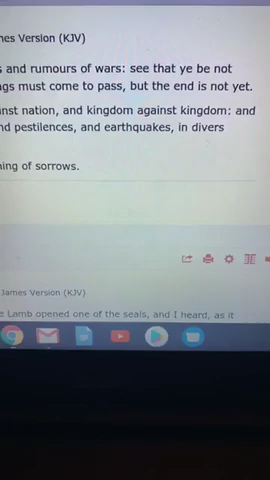 mes Version (KJV)
s and rumours of wars: see that ye be not
ngs must come to pass, but the end is not yet.
inst nation, and kingdom against kingdom: and
nd pestilences, and earthquakes, in divers
ning of sorrows.
James Version (KJV)
e Lamb opened one of the seals, and I heard, as it